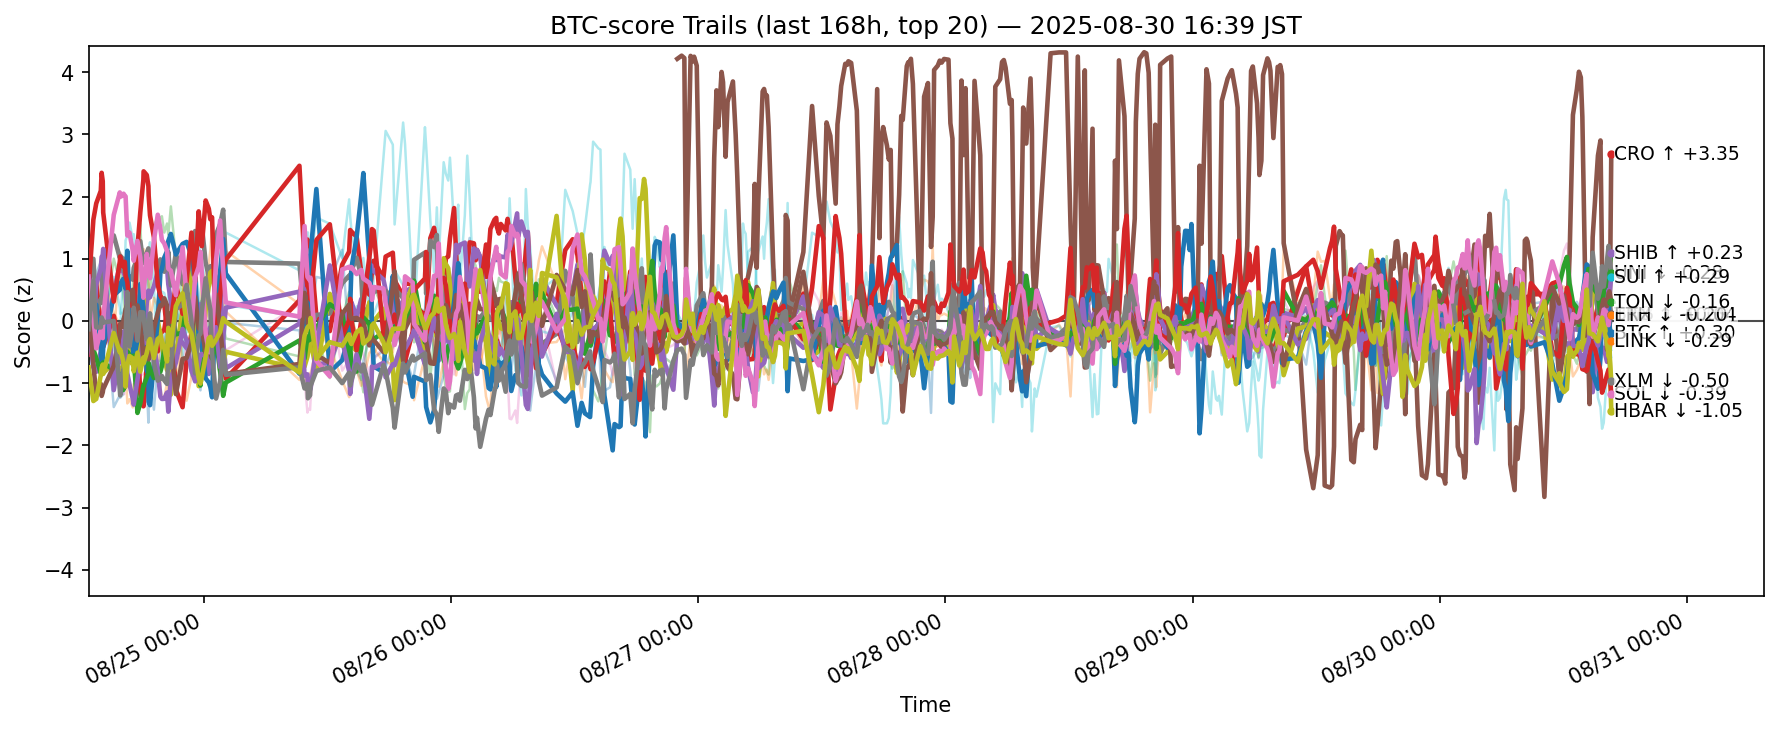 BTC-score Trails (last 168h, top 20) — 2025-08-30 16:39 JST
Score (z)
4
3
2
1
0
−1
−2
−3
−4
CRO ↑ +3.35
SHIB ↑ +0.23
SUI ↑ +0.29
TON ↓ -0.16
ETH ↓
BTC ↑ +0.30
LINK ↓ -0.29
XLM ↓ -0.50
SOL ↓ -0.39
HBAR ↓ -1.05
08/25 00:00
08/26 00:00
08/27 00:00
08/28 00:00
08/29 00:00
08/30 00:00
08/31 00:00
Time